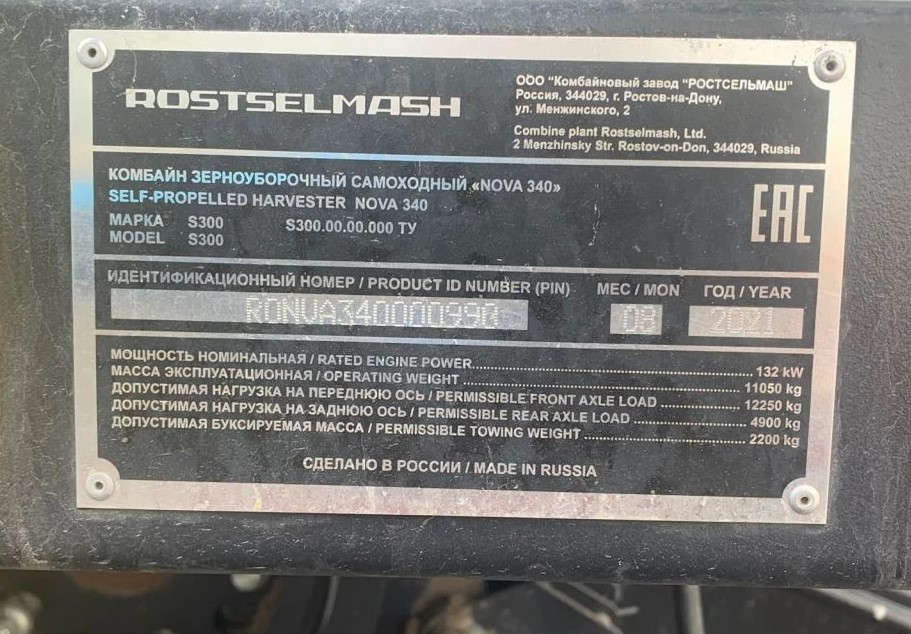 ROSTSELMASH
ООО "Комбайновый завод "РОСТСЕЛЬМАШ"
Россия, 344029, г. Ростов-на-Дону,
ул. Менжинского, 2
Combine plant Rostselmash, Ltd.
2 Menzhinsky Str. Rostov-on-Don, 344029, Russia
КОМБАЙН ЗЕРНОУБОРОЧНЫЙ САМОХОДНЫЙ «NOVA 340»
SELF-PROPELLED HARVESTER NOVA 340
МАРКА S300 S300.00.00.000 ТУ
MODEL S300
EAC
ИДЕНТИФИКАЦИОННЫЙ НОМЕР / PRODUCT ID NUMBER (PIN) МЕС / MON ГОД / YEAR
R0NVA340000990 08 2021
МОЩНОСТЬ НОМИНАЛЬНАЯ / RATED ENGINE POWER 132 kW
МАССА ЭКСПЛУАТАЦИОННАЯ / OPERATING WEIGHT 11050 kg
ДОПУСТИМАЯ НАГРУЗКА НА ПЕРЕДНЮЮ ОСЬ / PERMISSIBLE FRONT AXLE LOAD 12250 kg
ДОПУСТИМАЯ НАГРУЗКА НА ЗАДНЮЮ ОСЬ / PERMISSIBLE REAR AXLE LOAD 4900 kg
ДОПУСТИМАЯ БУКСИРУЕМАЯ МАССА / PERMISSIBLE TOWING WEIGHT 2200 kg
СДЕЛАНО В РОССИИ / MADE IN RUSSIA